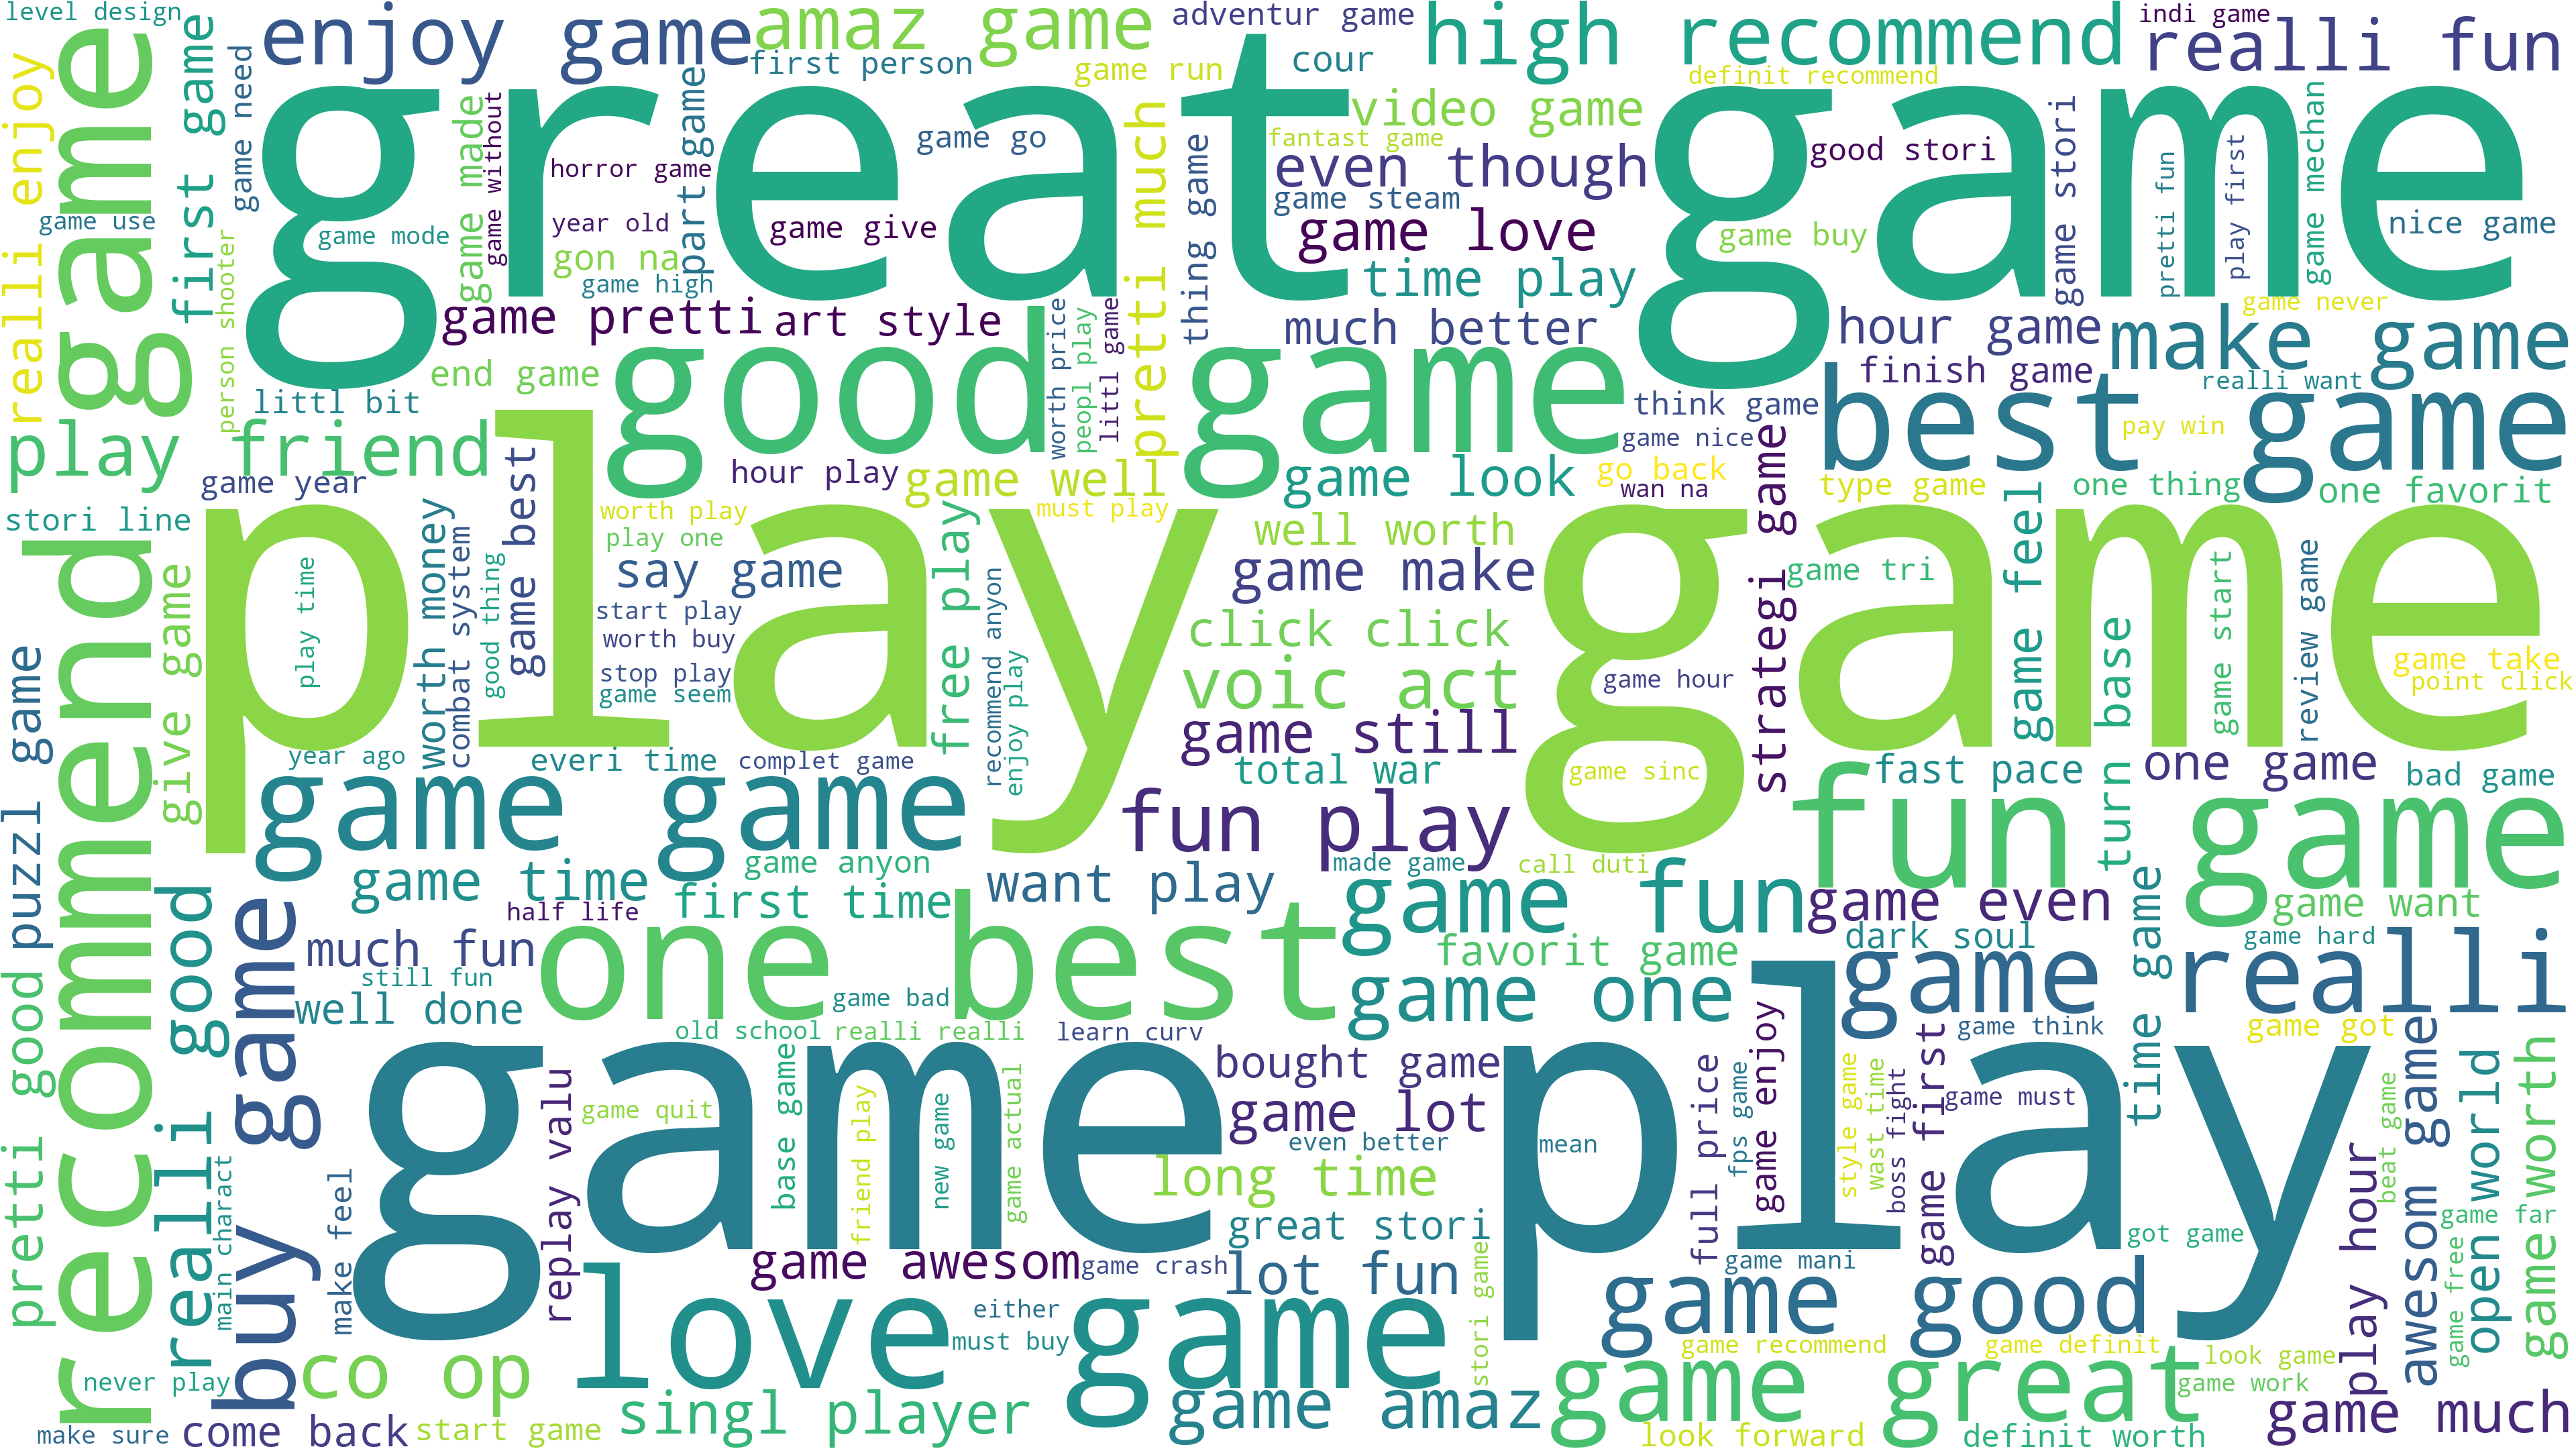 level design
enjoy game
amaz game
adventur game
high recommend
indi game
realli fun
first person
game run
cour
definit recommend
realli enjoy
recommend game
first game
game need
great game
game made
game without
horror game
part game
game go
pretti much
video game
fantast game
even though
thing game
good stori
game stori
pretti fun
play first
game mechan
game use
game mode
year old
game give
gon na
game high
game steam
game love
time play
game buy
nice game
person shooter
game pretti
art style
much better
hour game
game never
make game
littl bit
end game
good game
worth price
peopl play
littl game
finish game
realli want
think game
best game
play friend
game year
hour play
game well
game look
game nice
go back
wan na
pay win
type game
one thing
one favorit
stori line
play game
worth play
must play
play one
well worth
strategi game
game feel
game tri
game start
review game
play time
worth money
combat system
good thing
game best
say game
start play
worth buy
stop play
game seem
free play
recommend anyon
enjoy play
game make
click click
voic act
game hour
game take
point click
puzzl game
give game
year ago
everi time
complet game
game still
total war
game sinc
fast pace
turn base
one game
bad game
game game
fun play
fun game
game time
game anyon
made game
call duti
first time
want play
half life
game fun
game even
game want
much fun
one best
favorit game
dark soul
game hard
still fun
well done
game bad
game one
game realli
time game
old school
realli realli
learn curv
game think
game got
pretti good
realli good
buy game
game play
bought game
game lot
even better
mean
full price
fps game
game enjoy
style game
wast time
boss fight
game first
game must
replay valu
game quit
base game
friend play
new game
game actual
long time
great stori
main charact
make feel
got game
play hour
beat game
awesom game
game free
open world
game far
game worth
game awesom
game crash
lot fun
game mani
love game
either
must buy
stori game
game good
game recommend
game definit
look game
never play
co op
game great
game work
make sure
come back
start game
singl player
game amaz
look forward
definit worth
game much